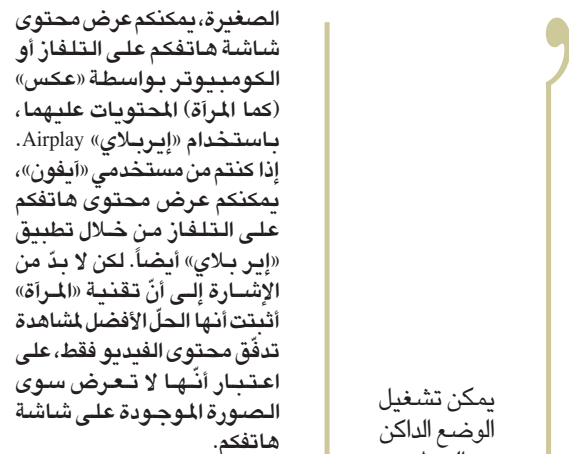 الصغيرة، يمكنكم عرض محتوى
شاشة هاتفكم على التلفاز أو
الكومبيوتر بواسطة «عكس»
(كما المرآة) المحتويات عليهما،
باستخدام «إيربلاي» Airplay.
إذا كنتم من مستخدمي «آيفون»،
يمكنكم عرض محتوى هاتفكم
على التلفاز من خلال تطبيق
«إير بلاي» أيضاً. لكن لا بدّ من
الإشارة إلى أنّ تقنية «المرآة»
أثبتت أنها الحلّ الأفضل لمشاهدة
تدفّق محتوى الفيديو فقط، على
اعتبار أنّها لا تعرض سوى
الصورة الموجودة على شاشة
هاتفكم.
يمكن تشغيل
الوضع الداكن